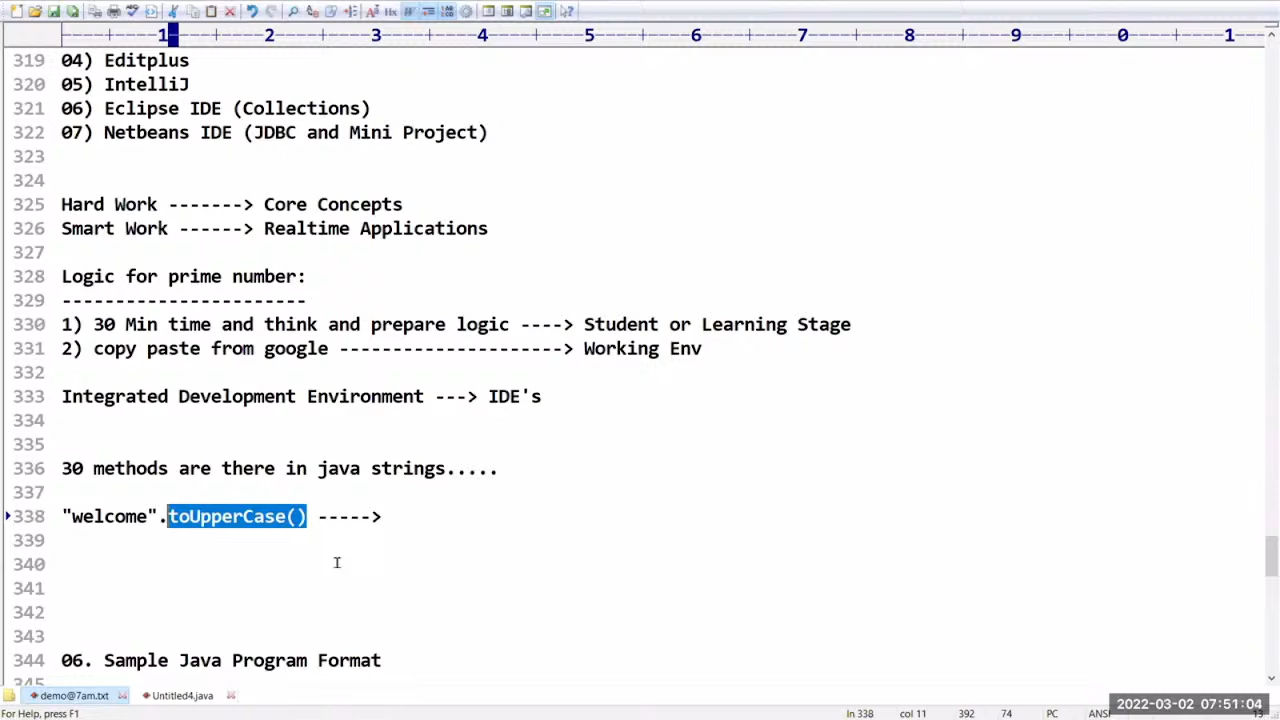 ----+----1----+----2----+----3----+----4----+----5----+----6----+----7----+----8----+----9----+----0----+----1----
319 04) Editplus
320 05) IntelliJ
321 06) Eclipse IDE (Collections)
322 07) Netbeans IDE (JDBC and Mini Project)
323
324
325 Hard Work -------> Core Concepts
326 Smart Work ------> Realtime Applications
327
328 Logic for prime number:
329 -----------------------
330 1) 30 Min time and think and prepare logic ----> Student or Learning Stage
331 2) copy paste from google ---------------------> Working Env
332
333 Integrated Development Environment ---> IDE's
334
335
336 30 methods are there in java strings.....
337
338 "welcome".toUpperCase() ----->
339
340
341
342
343
344 06. Sample Java Program Format
demo@7am.txt Untitled4.java
2022-03-02 07:51:04
For Help, press F1 ln 338 col 11 392 74 PC ANSI